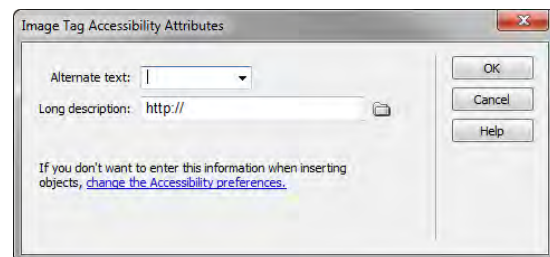 Image Tag Accessibility Attributes
Alternate text:
Long description: http://
If you don't want to enter this information when inserting
objects, change the Accessibility preferences.
OK
Cancel
Help